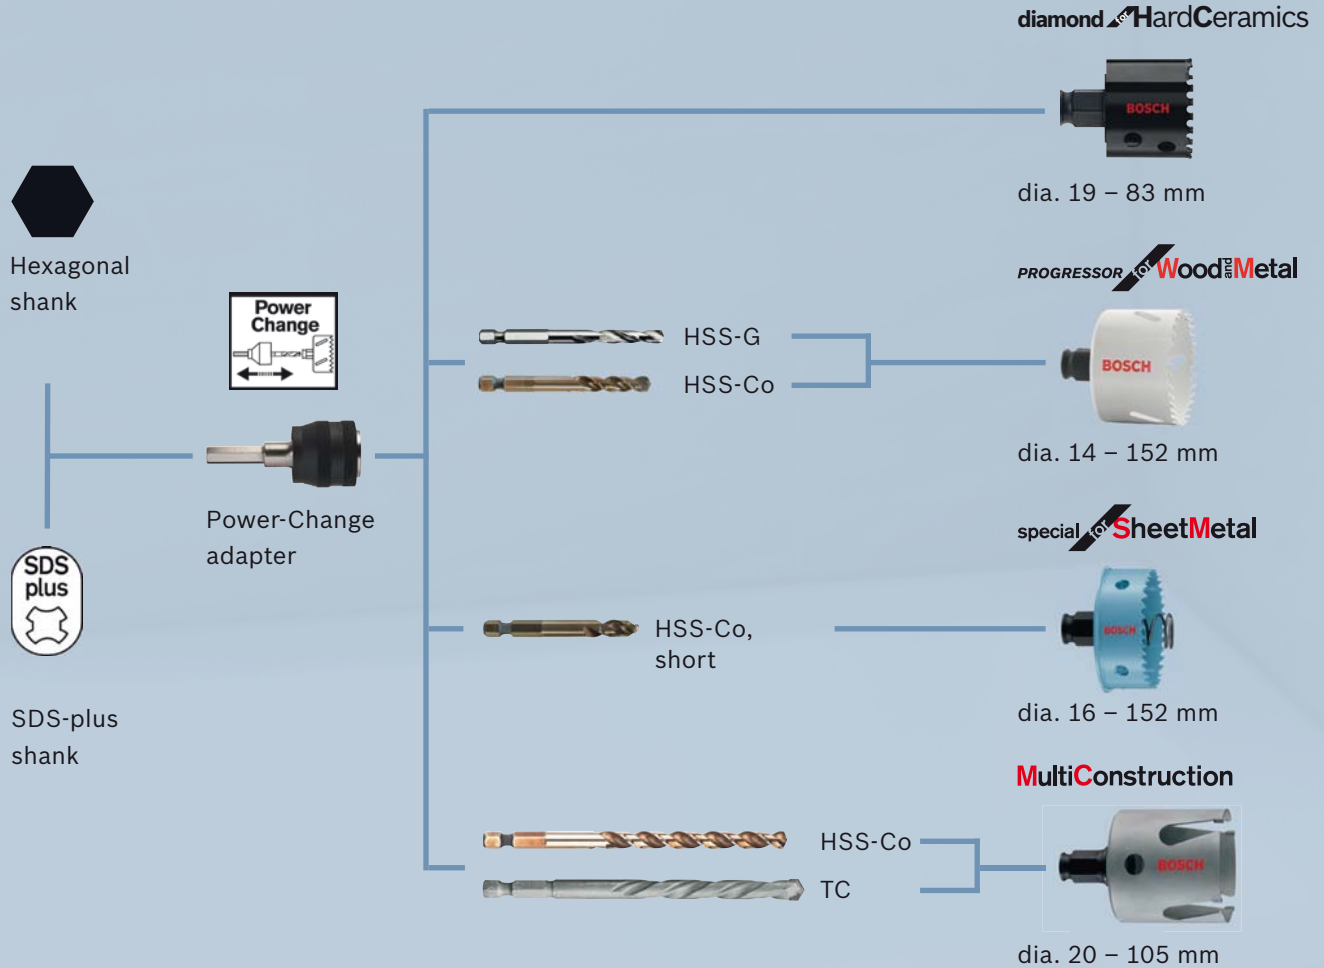 diamond for HardCeramics
BOSCH
dia. 19 – 83 mm
Hexagonal
shank
Power
Change
PROGRESSOR for Wood and Metal
HSS-G
HSS-Co
BOSCH
dia. 14 – 152 mm
Power-Change
adapter
SDS
plus
special for SheetMetal
BOSCH
HSS-Co,
short
dia. 16 – 152 mm
SDS-plus
shank
MultiConstruction
HSS-Co
TC
BOSCH
dia. 20 – 105 mm